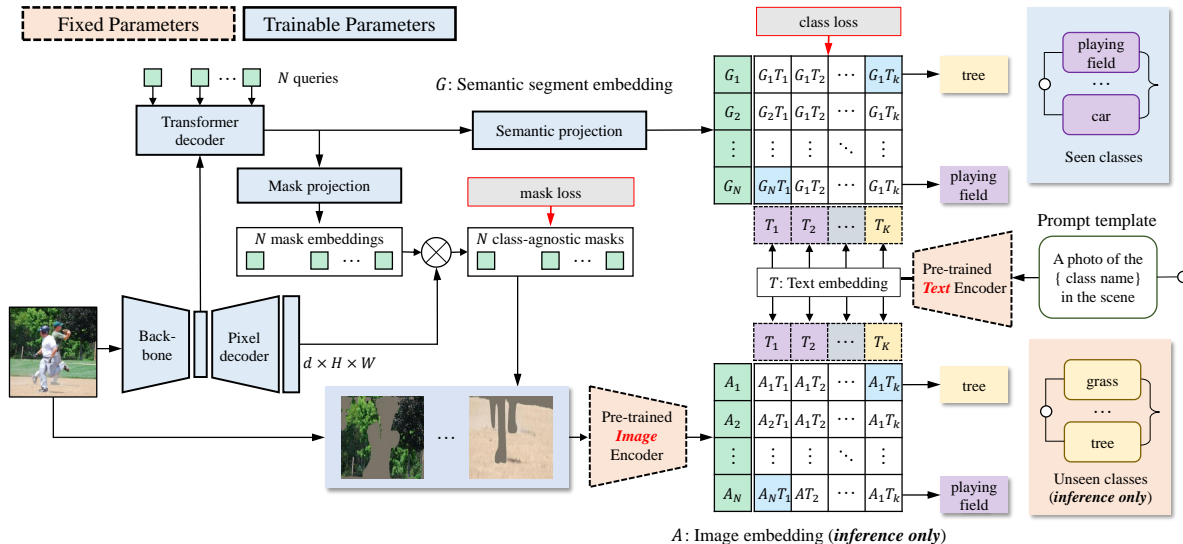 Fixed Parameters
Trainable Parameters
N queries
Transformer
decoder
G: Semantic segment embedding
Semantic projection
Mask projection
mask loss
N mask embeddings
N class-agnostic masks
Back-
bone
Pixel
decoder
d × H × W
Pre-trained
Image
Encoder
class loss
G1 G1T1 G1T2 ⋯ G1Tk
G2 G2T1 G1T2 ⋯ G1Tk
⋮ ⋮ ⋮ ⋱ ⋮
GN GNT1 G1T2 ⋯ G1Tk
tree
playing
field
T1 T2 ⋯ TK
T: Text embedding
T1 T2 ⋯ TK
Pre-trained
Text Encoder
Prompt template
A photo of the
{ class name}
in the scene
A1 A1T1 A1T2 ⋯ A1Tk
A2 A2T1 A1T2 ⋯ A1Tk
⋮ ⋮ ⋮ ⋱ ⋮
AN ANT1 AT2 ⋯ A1Tk
tree
playing
field
A: Image embedding (inference only)
playing
field
⋯
car
Seen classes
grass
⋯
tree
Unseen classes
(inference only)